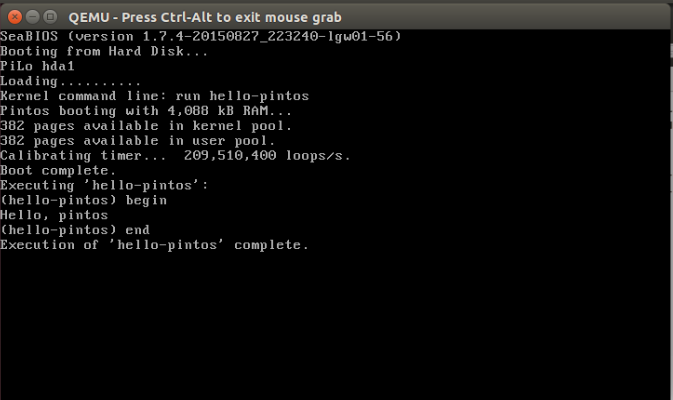 QEMU - Press Ctrl-Alt to exit mouse grab
SeaBIOS (version 1.7.4-20150827_223240-lgw01-56)
Booting from Hard Disk...
PiLo hda1
Loading..........
Kernel command line: run hello-pintos
Pintos booting with 4,088 kB RAM...
382 pages available in kernel pool.
382 pages available in user pool.
Calibrating timer...  209,510,400 loops/s.
Boot complete.
Executing 'hello-pintos':
(hello-pintos) begin
Hello, pintos
(hello-pintos) end
Execution of 'hello-pintos' complete.